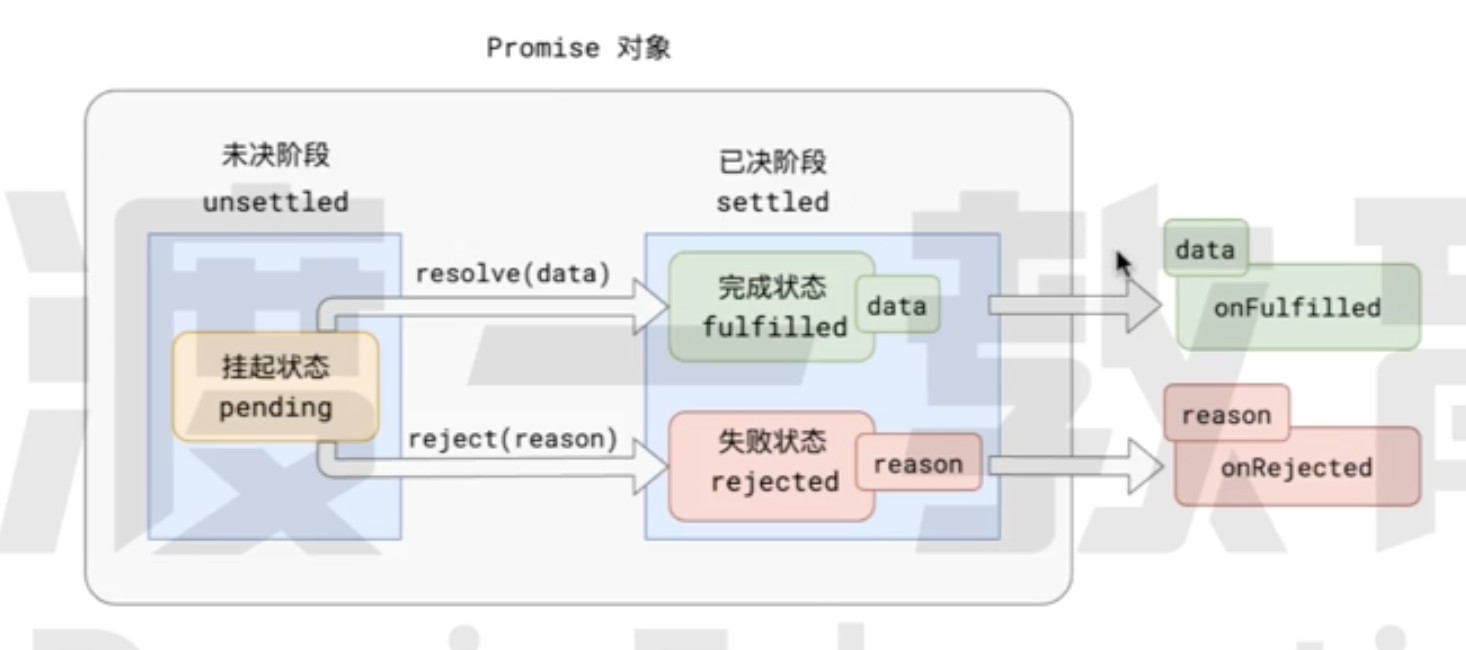 Promise 对象
未决阶段
unsettled
已决阶段
settled
挂起状态
pending
resolve(data)
reject(reason)
完成状态
fulfilled
data
失败状态
rejected
reason
data
onFulfilled
reason
onRejected